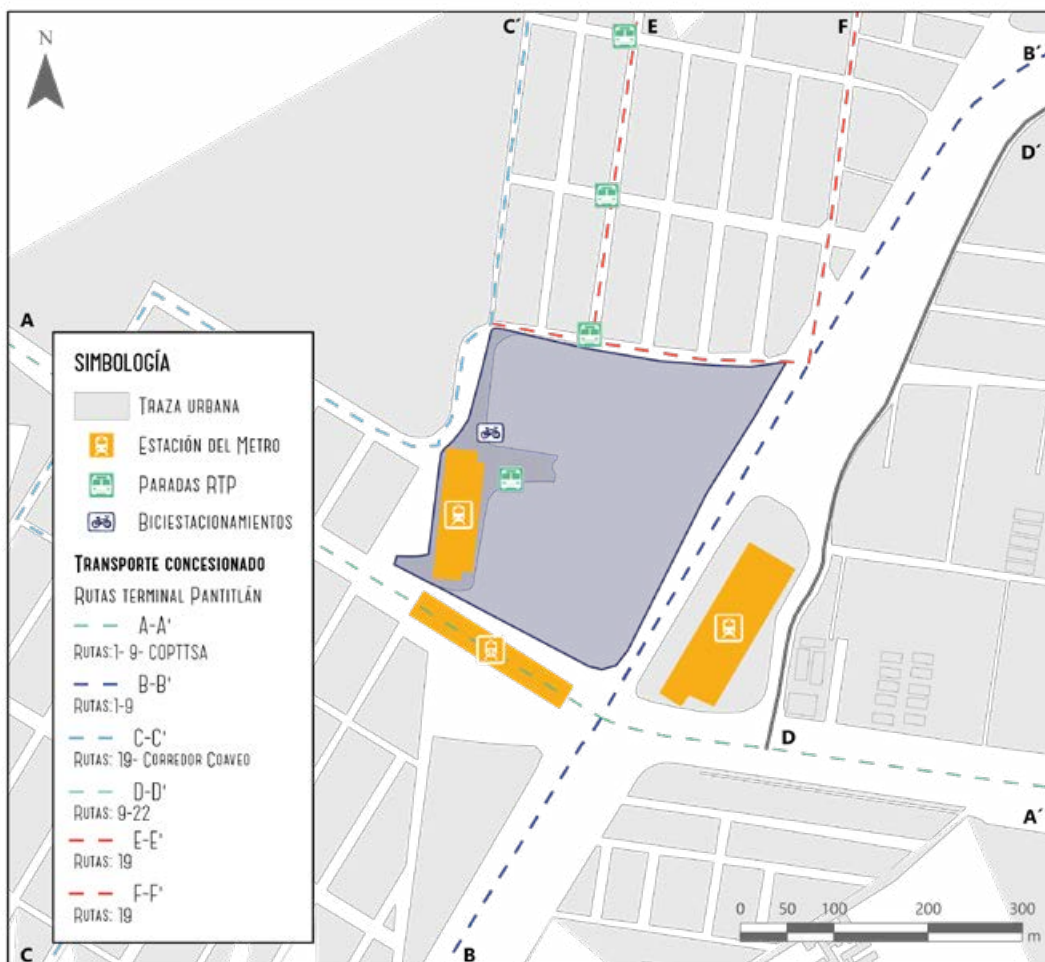 N
C´
E
F
B´
D´
A
SIMBOLOGÍA
TRAZA URBANA
ESTACIÓN DEL METRO
PARADAS RTP
BICIESTACIONAMIENTOS
TRANSPORTE CONCESIONADO
RUTAS TERMINAL PANTITLÁN
A-A'
RUTAS:1- 9- COPTTSA
B-B'
RUTAS:1-9
C-C'
RUTAS: 19- CORREDOR COAVEO
D-D'
RUTAS: 9-22
E-E'
RUTAS: 19
F-F'
RUTAS: 19
D
A´
C
B
0 50 100 200 300
m